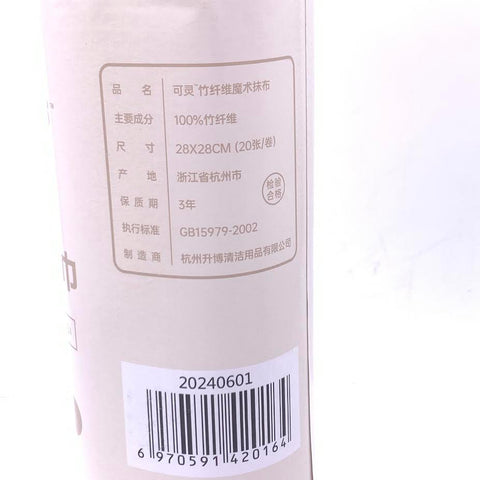 品 名 可灵™竹纤维魔术抹布
主要成分 100%竹纤维
尺 寸 28X28CM (20张/卷)
产 地 浙江省杭州市
检验
合格
保质期 3年
执行标准 GB15979-2002
制造商 杭州升博清洁用品有限公司
巾
20240601
6 970591 420164